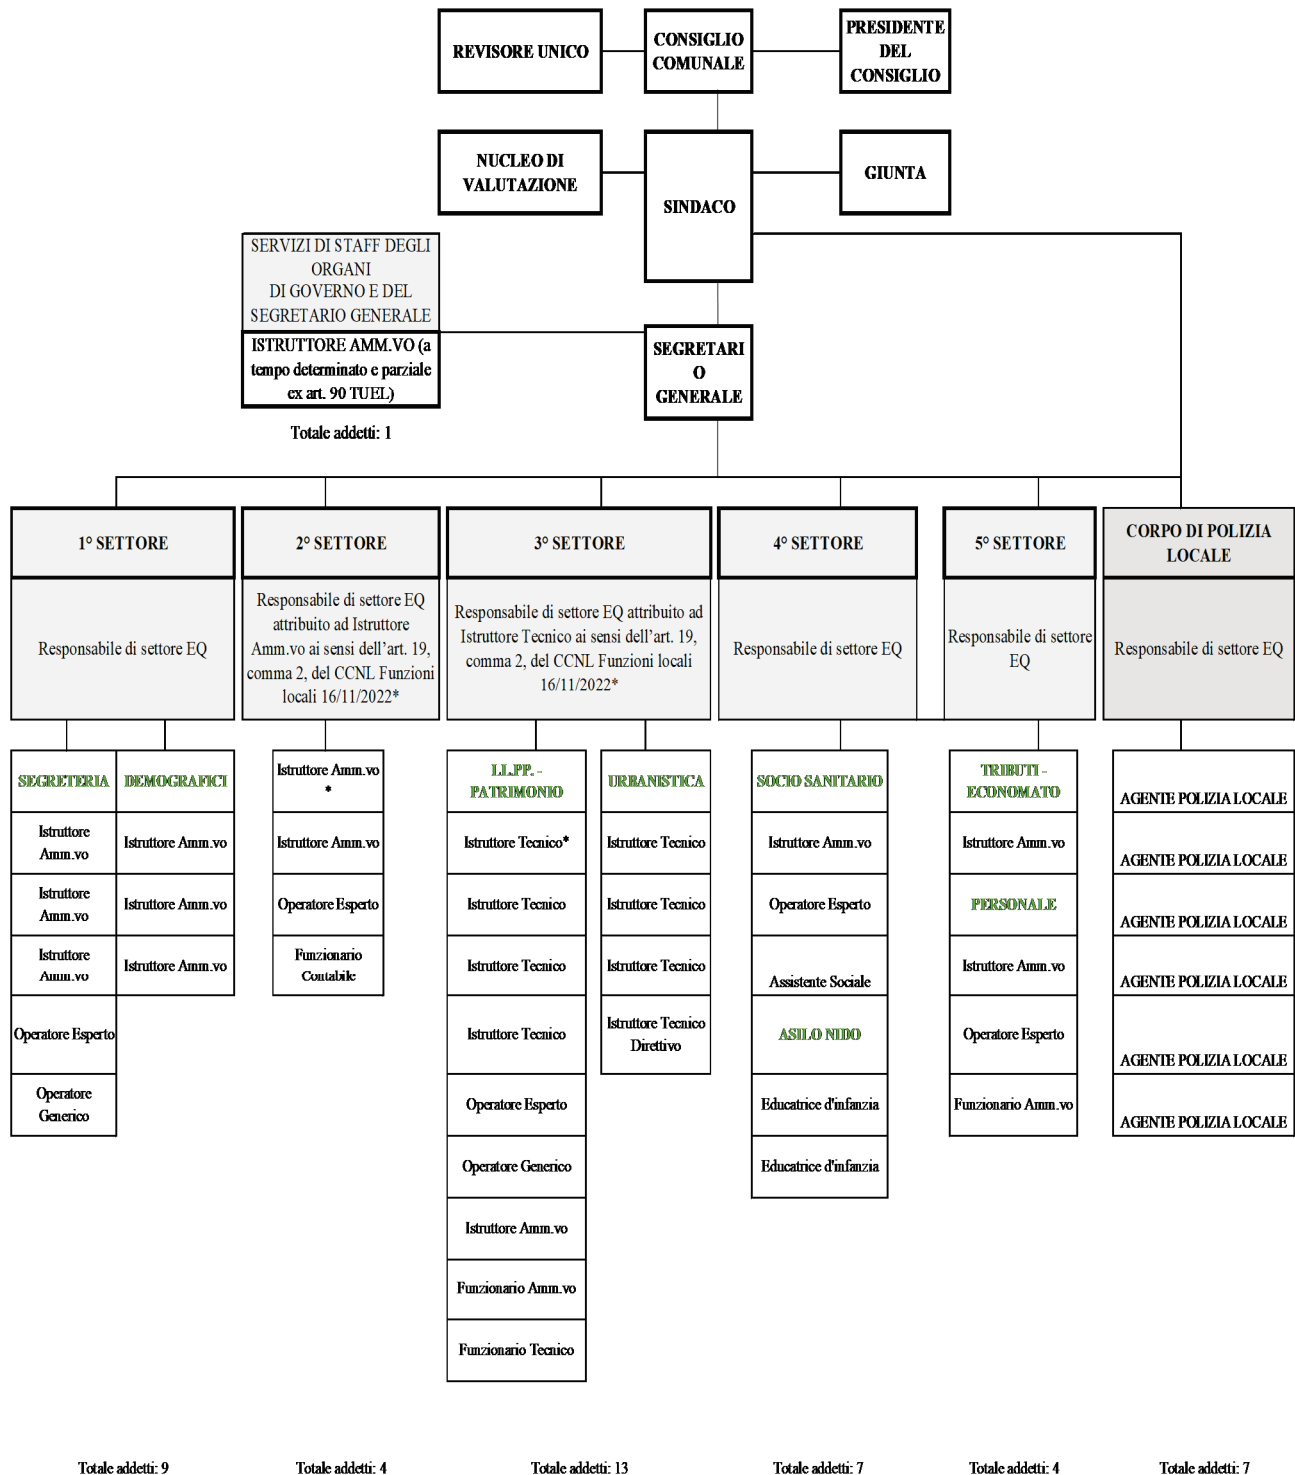 REVISORE UNICO
CONSIGLIO
COMUNALE
PRESIDENTE
DEL
CONSIGLIO
NUCLEO DI
VALUTAZIONE
SINDACO
GIUNTA
SERVIZI DI STAFF DEGLI
ORGANI
DI GOVERNO E DEL
SEGRETARIO GENERALE
ISTRUTTORE AMM.VO (a
tempo determinato e parziale
ex art. 90 TUEL)
Totale addetti: 1
SEGRETARI
O
GENERALE
1° SETTORE
Responsabile di settore EQ
2° SETTORE
Responsabile di settore EQ
attribuito ad Istruttore
Amm.vo ai sensi dell'art. 19,
comma 2, del CCNL Funzioni
locali 16/11/2022*
3° SETTORE
Responsabile di settore EQ attribuito ad
Istruttore Tecnico ai sensi dell'art. 19,
comma 2, del CCNL Funzioni locali
16/11/2022*
4° SETTORE
Responsabile di settore EQ
5° SETTORE
Responsabile di settore
EQ
CORPO DI POLIZIA
LOCALE
Responsabile di settore EQ
SEGRETERIA
Istruttore
Amm.vo
Istruttore
Amm.vo
Istruttore
Amm.vo
Operatore Esperto
Operatore
Generico
DEMOGRAFICI
Istruttore Amm.vo
Istruttore Amm.vo
Istruttore Amm.vo
Istruttore Amm.vo
*
Istruttore Amm.vo
Operatore Esperto
Funzionario
Contabile
LL.PP. -
PATRIMONIO
Istruttore Tecnico*
Istruttore Tecnico
Istruttore Tecnico
Istruttore Tecnico
Operatore Esperto
Operatore Generico
Istruttore Amm.vo
Funzionario Amm.vo
Funzionario Tecnico
URBANISTICA
Istruttore Tecnico
Istruttore Tecnico
Istruttore Tecnico
Istruttore Tecnico
Direttivo
SOCIO SANITARIO
Istruttore Amm.vo
Operatore Esperto
Assistente Sociale
ASILO NIDO
Educatrice d'infanzia
Educatrice d'infanzia
TRIBUTI -
ECONOMATO
Istruttore Amm.vo
PERSONALE
Istruttore Amm.vo
Operatore Esperto
Funzionario Amm.vo
AGENTE POLIZIA LOCALE
AGENTE POLIZIA LOCALE
AGENTE POLIZIA LOCALE
AGENTE POLIZIA LOCALE
AGENTE POLIZIA LOCALE
AGENTE POLIZIA LOCALE
Totale addetti: 9
Totale addetti: 4
Totale addetti: 13
Totale addetti: 7
Totale addetti: 4
Totale addetti: 7